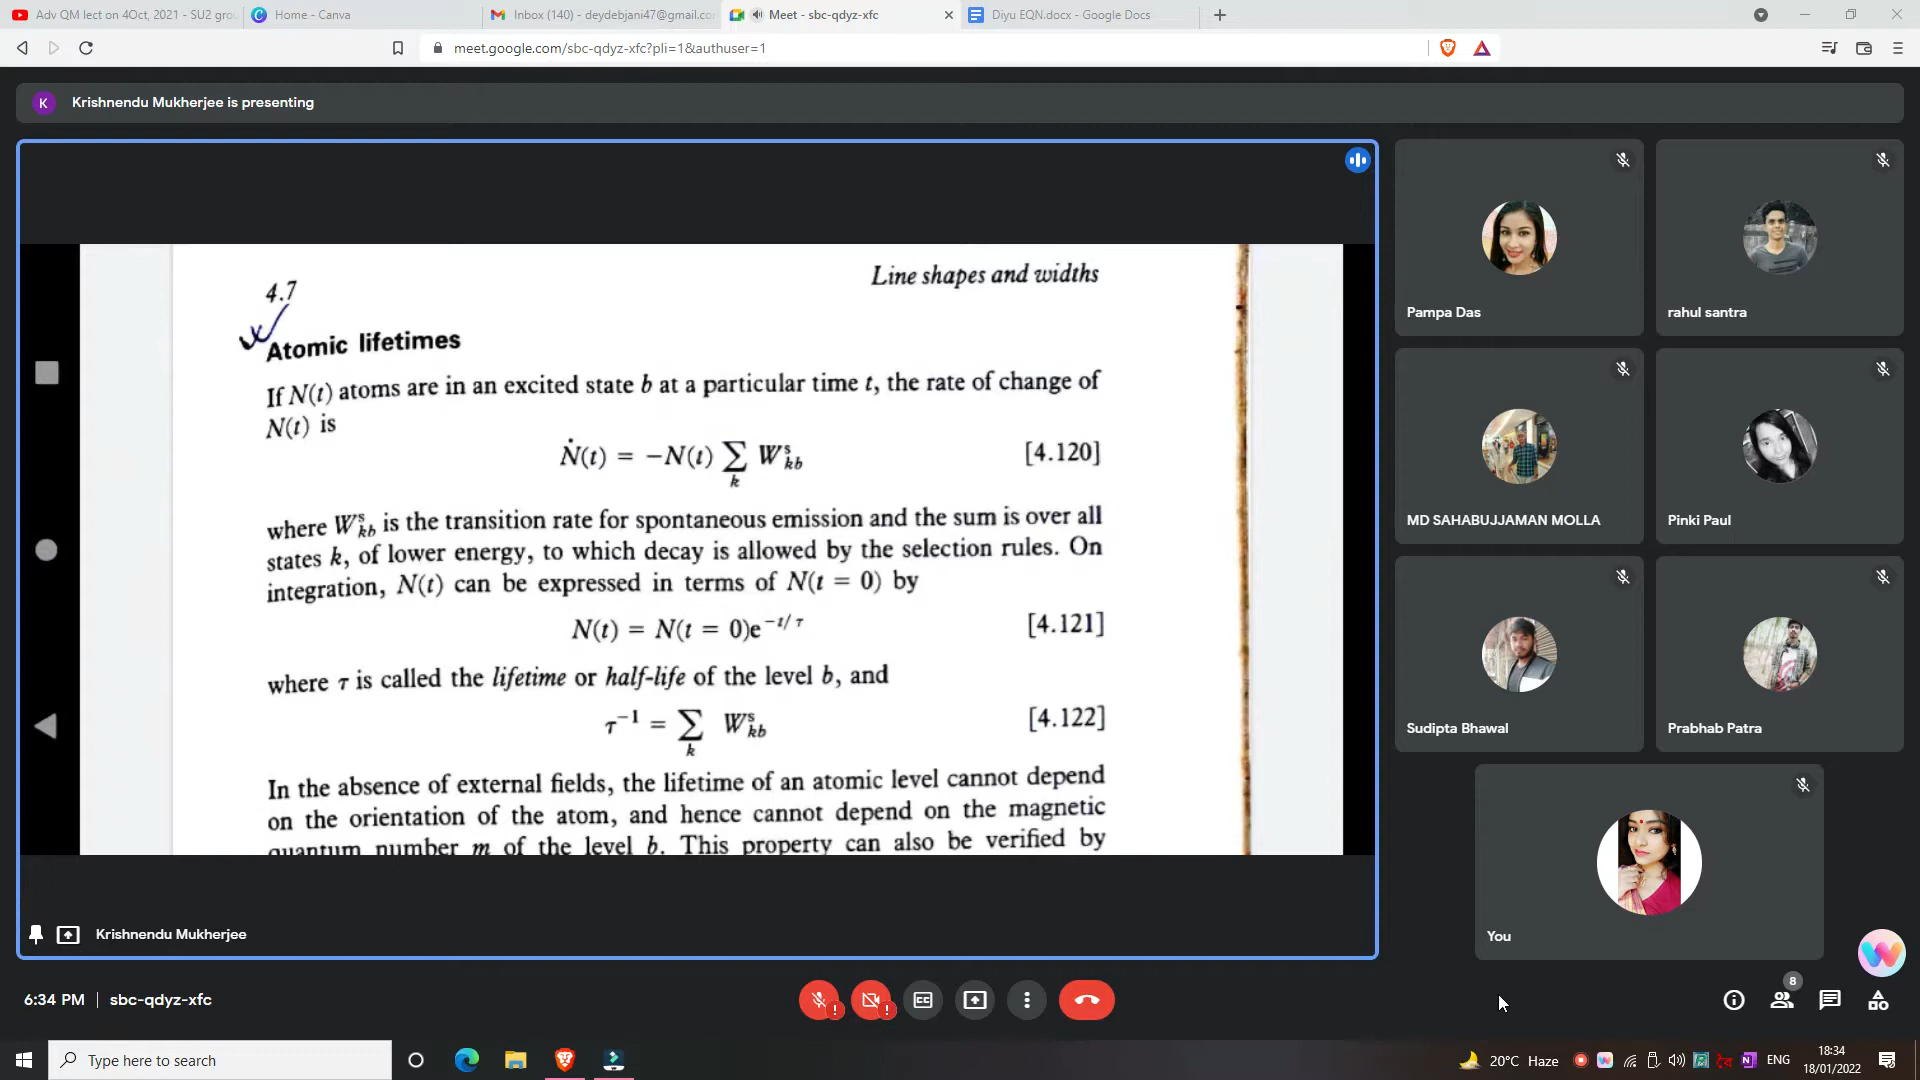 Adv QM lect on 4Oct, 2021 - SU2 grou
Home - Canva
Inbox (140) - deydebjani47@gmail.co
Meet - sbc-qdyz-xfc
Diyu EQN.docx - Google Docs
meet.google.com/sbc-qdyz-xfc?pli=1&authuser=1
K
Krishnendu Mukherjee is presenting
4.7
Line shapes and widths
Atomic lifetimes
If N(t) atoms are in an excited state b at a particular time t, the rate of change of
N(t) is
Ṅ(t) = −N(t) ∑ₖ Wˢ_kb [4.120]
where Wˢ_kb is the transition rate for spontaneous emission and the sum is over all
states k, of lower energy, to which decay is allowed by the selection rules. On
integration, N(t) can be expressed in terms of N(t = 0) by
N(t) = N(t = 0)e^−t/τ [4.121]
where τ is called the lifetime or half-life of the level b, and
τ⁻¹ = ∑ₖ Wˢ_kb [4.122]
In the absence of external fields, the lifetime of an atomic level cannot depend
on the orientation of the atom, and hence cannot depend on the magnetic
quantum number m of the level b. This property can also be verified by
Krishnendu Mukherjee
Pampa Das
rahul santra
MD SAHABUJJAMAN MOLLA
Pinki Paul
Sudipta Bhawal
Prabhab Patra
You
6:34 PM | sbc-qdyz-xfc
8
Type here to search
20°C Haze
ENG
18:34
18/01/2022